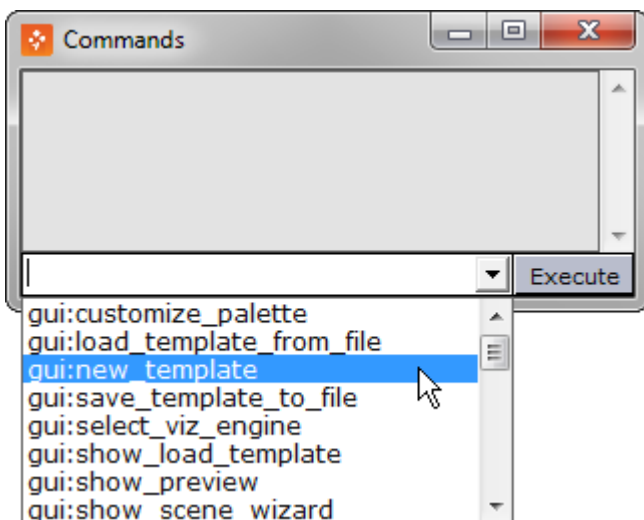 Commands
Execute
gui:customize_palette
gui:load_template_from_file
gui:new_template
gui:save_template_to_file
gui:select_viz_engine
gui:show_load_template
gui:show_preview
gui:show_scene_wizard